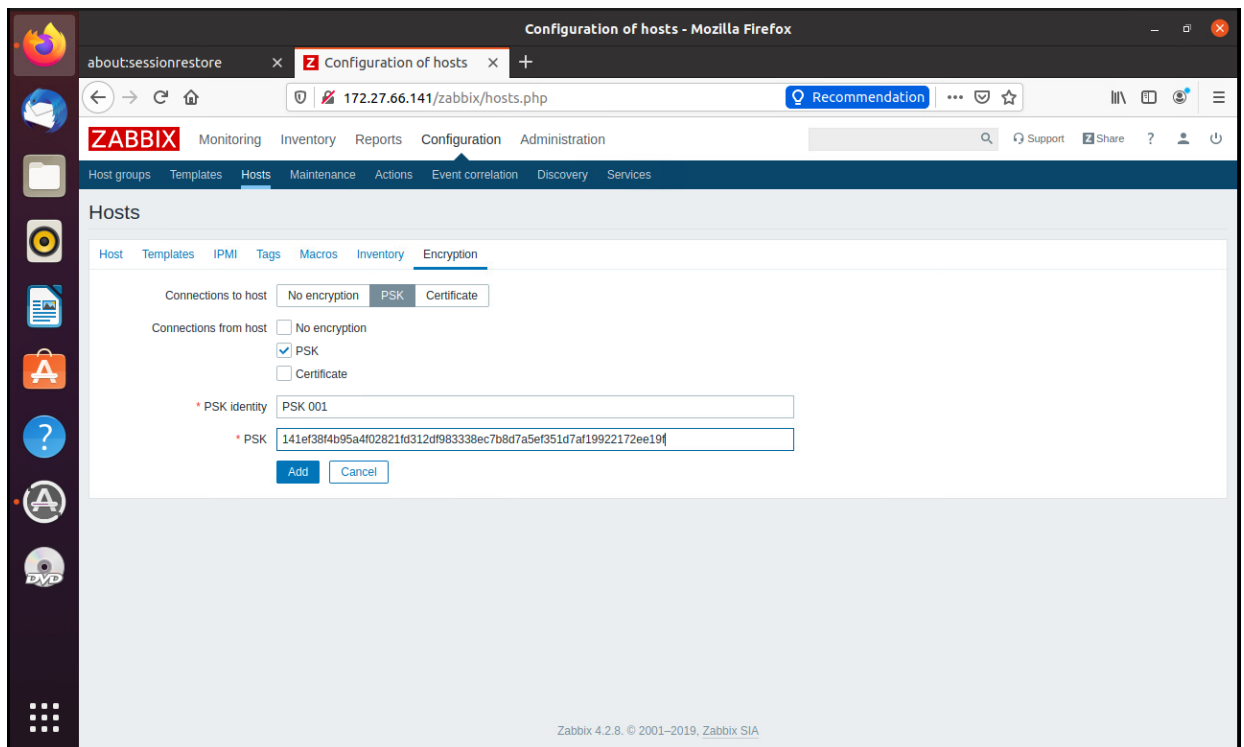 Configuration of hosts - Mozilla Firefox
about:sessionrestore
Z Configuration of hosts
172.27.66.141/zabbix/hosts.php Recommendation
ZABBIX Monitoring Inventory Reports Configuration Administration Support Z Share ?
Host groups Templates Hosts Maintenance Actions Event correlation Discovery Services
Hosts
Host Templates IPMI Tags Macros Inventory Encryption
Connections to host No encryption PSK Certificate
Connections from host No encryption
PSK
Certificate
* PSK identity PSK 001
* PSK 141ef38f4b95a4f02821fd312df983338ec7b8d7a5ef351d7af19922172ee19f
Add Cancel
DVD
Zabbix 4.2.8. © 2001–2019, Zabbix SIA